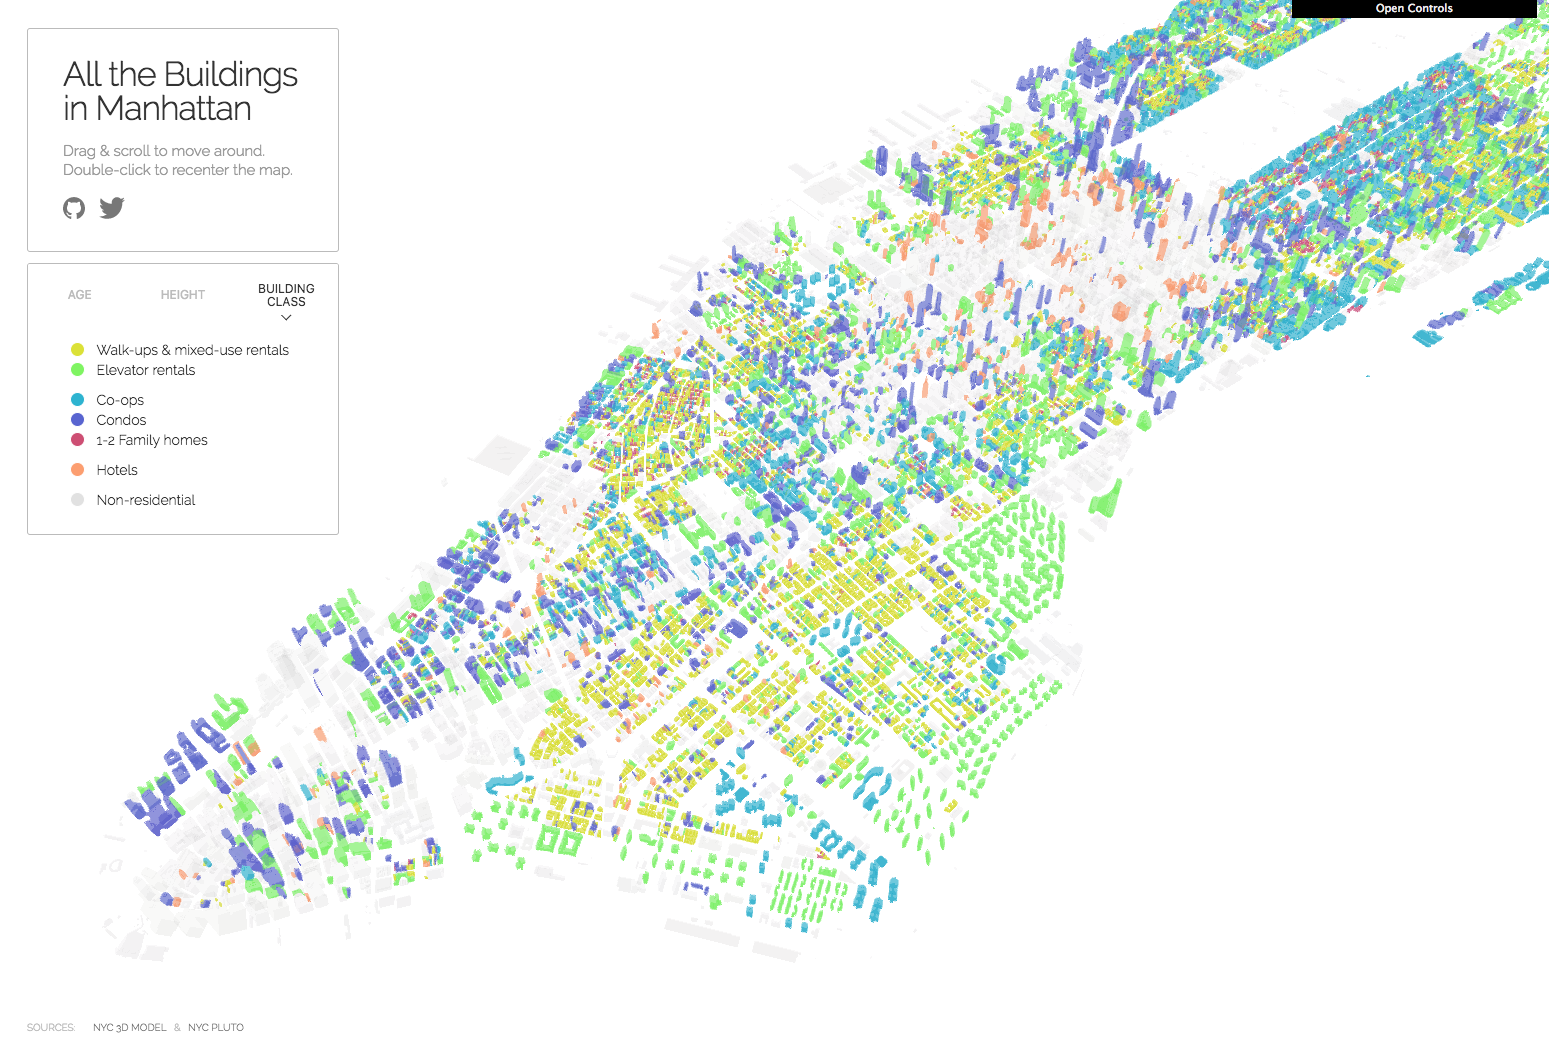 Open Controls
All the Buildings
in Manhattan
Drag & scroll to move around.
Double-click to recenter the map.
AGE
HEIGHT
BUILDING
CLASS
Walk-ups & mixed-use rentals
Elevator rentals
Co-ops
Condos
1-2 Family homes
Hotels
Non-residential
SOURCES: NYC 3D MODEL & NYC PLUTO